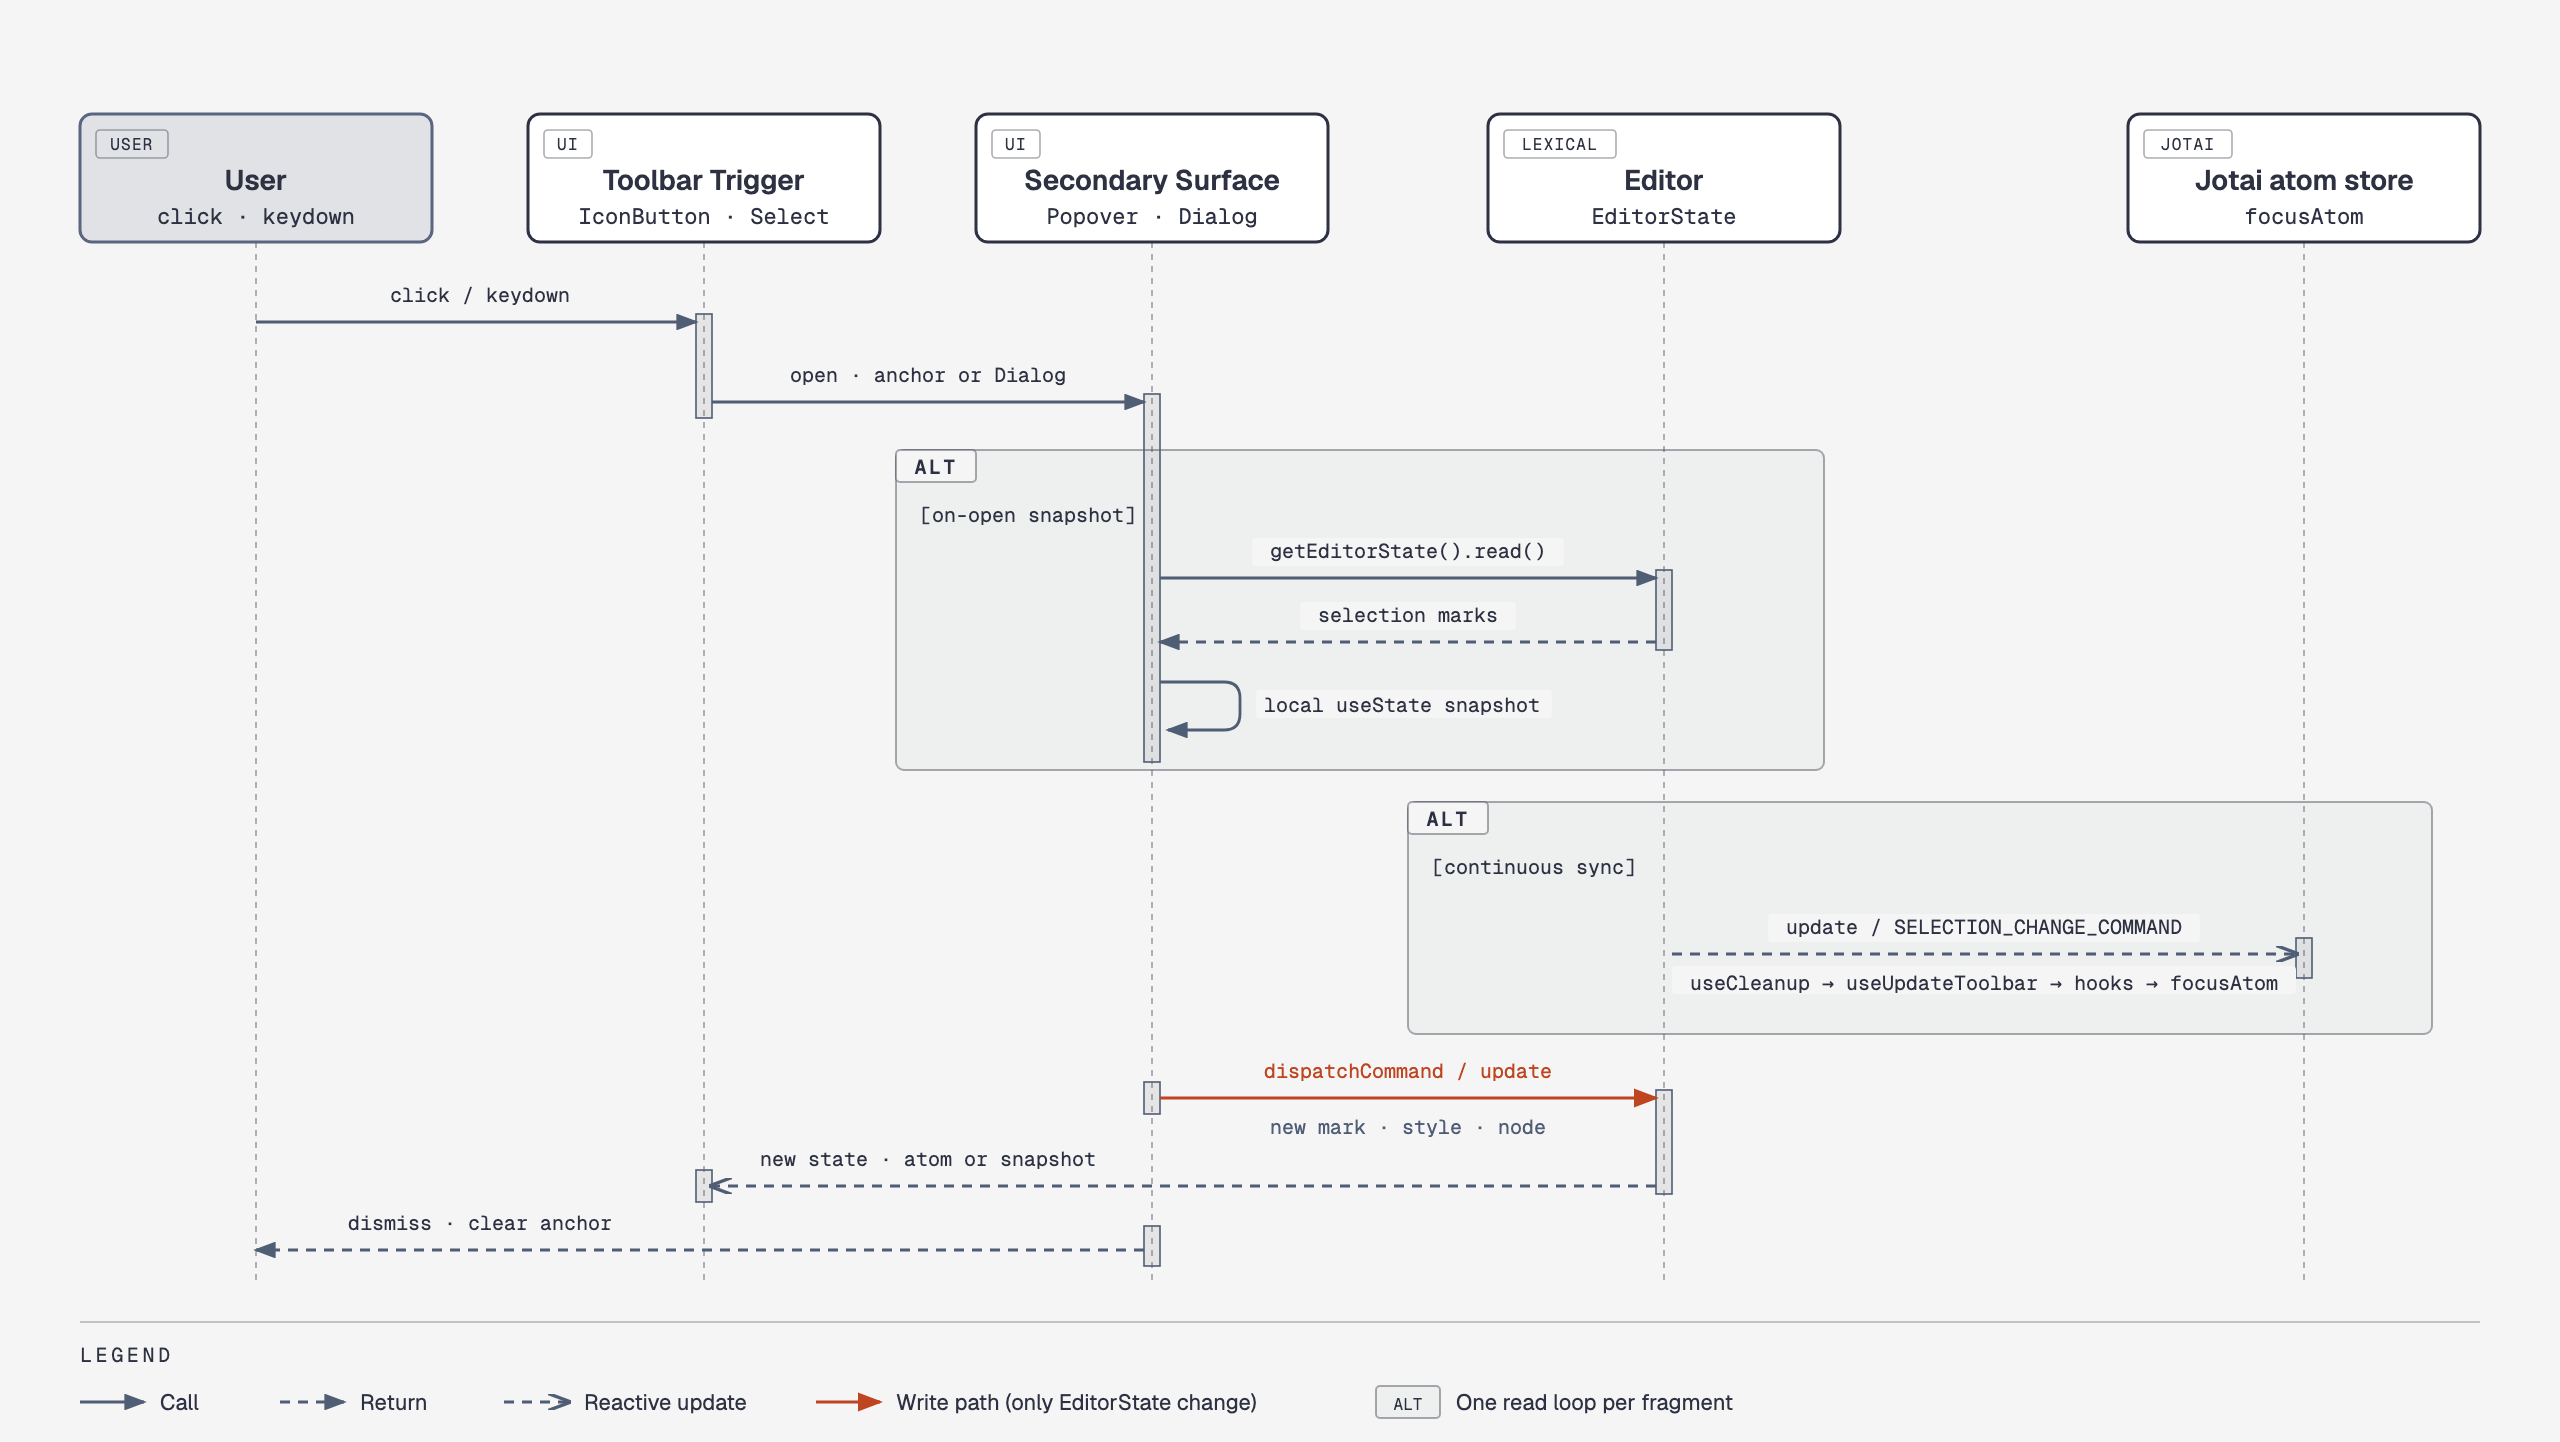 USER
User
click · keydown
UI
Toolbar Trigger
IconButton · Select
UI
Secondary Surface
Popover · Dialog
LEXICAL
Editor
EditorState
JOTAI
Jotai atom store
focusAtom
click / keydown
open · anchor or Dialog
ALT
[on-open snapshot]
getEditorState().read()
selection marks
local useState snapshot
ALT
[continuous sync]
update / SELECTION_CHANGE_COMMAND
useCleanup → useUpdateToolbar → hooks → focusAtom
dispatchCommand / update
new mark · style · node
new state · atom or snapshot
dismiss · clear anchor
LEGEND
Call
Return
Reactive update
Write path (only EditorState change)
ALT
One read loop per fragment